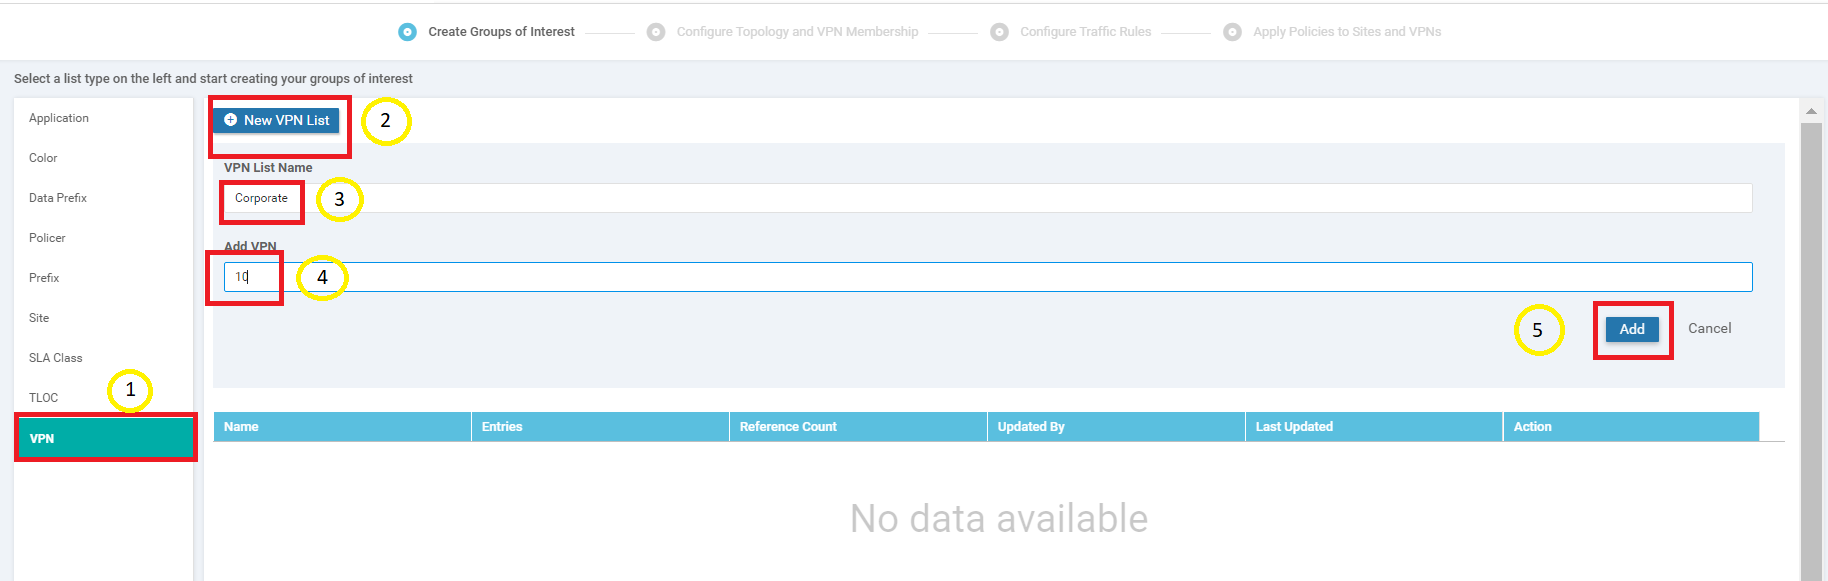 Create Groups of Interest Configure Topology and VPN Membership Configure Traffic Rules Apply Policies to Sites and VPNs
Select a list type on the left and start creating your groups of interest
Application
Color
Data Prefix
Policer
Prefix
Site
SLA Class
TLOC
1
VPN
New VPN List
2
VPN List Name
Corporate
3
Add VPN
10
4
5
Add
Cancel
Name Entries Reference Count Updated By Last Updated Action
No data available